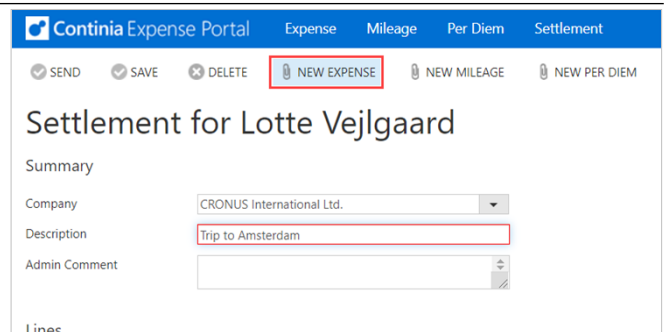 Continia Expense Portal Expense Mileage Per Diem Settlement
SEND SAVE DELETE NEW EXPENSE NEW MILEAGE NEW PER DIEM
Settlement for Lotte Vejlgaard
Summary
Company CRONUS International Ltd.
Description Trip to Amsterdam
Admin Comment
Lines